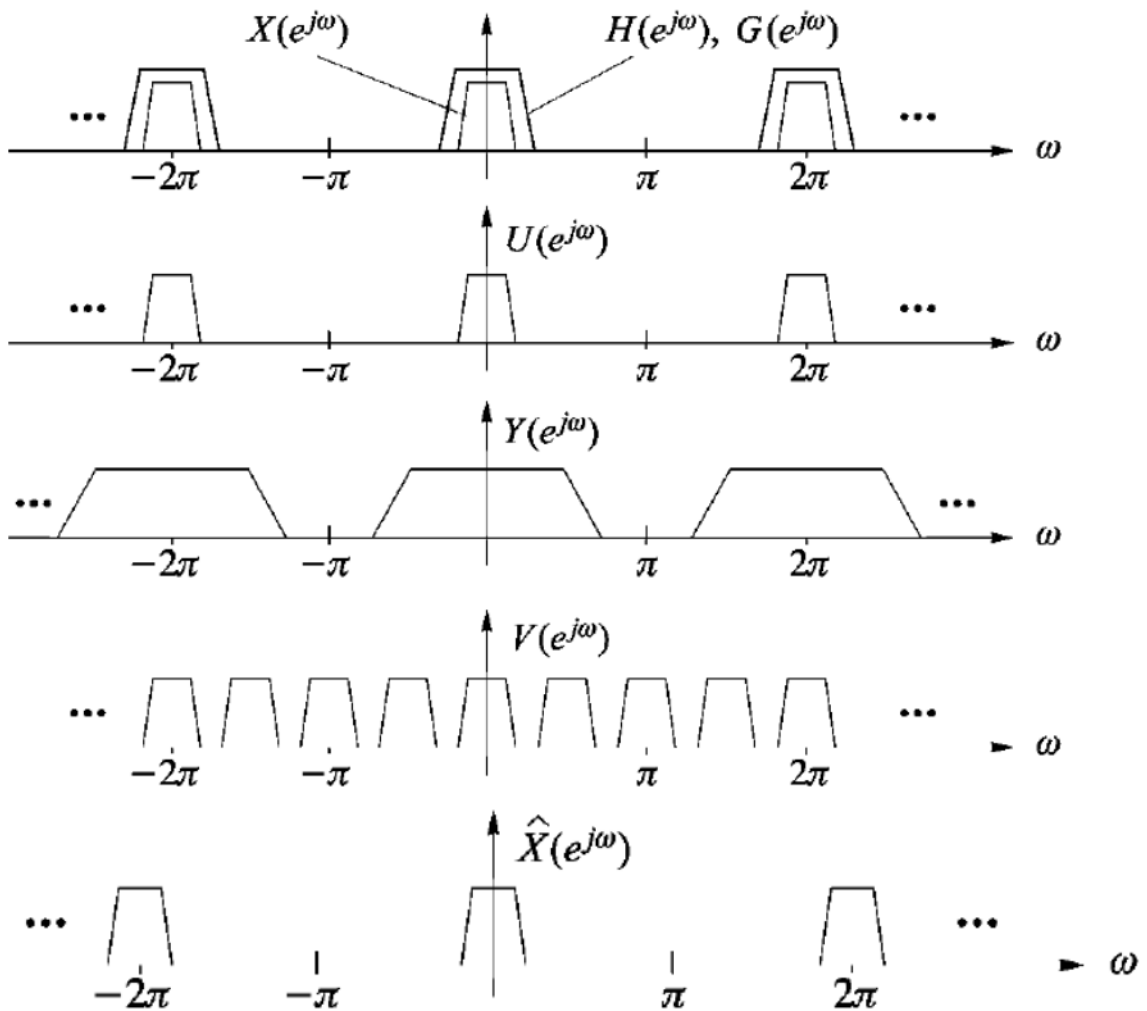 X(e^{jω}) H(e^{jω}), G(e^{jω})
••• •••
−2π −π π 2π ω
U(e^{jω})
••• •••
−2π −π π 2π ω
Y(e^{jω})
••• •••
−2π −π π 2π ω
V(e^{jω})
••• •••
−2π −π π 2π ω
X̂(e^{jω})
••• •••
−2π −π π 2π ω